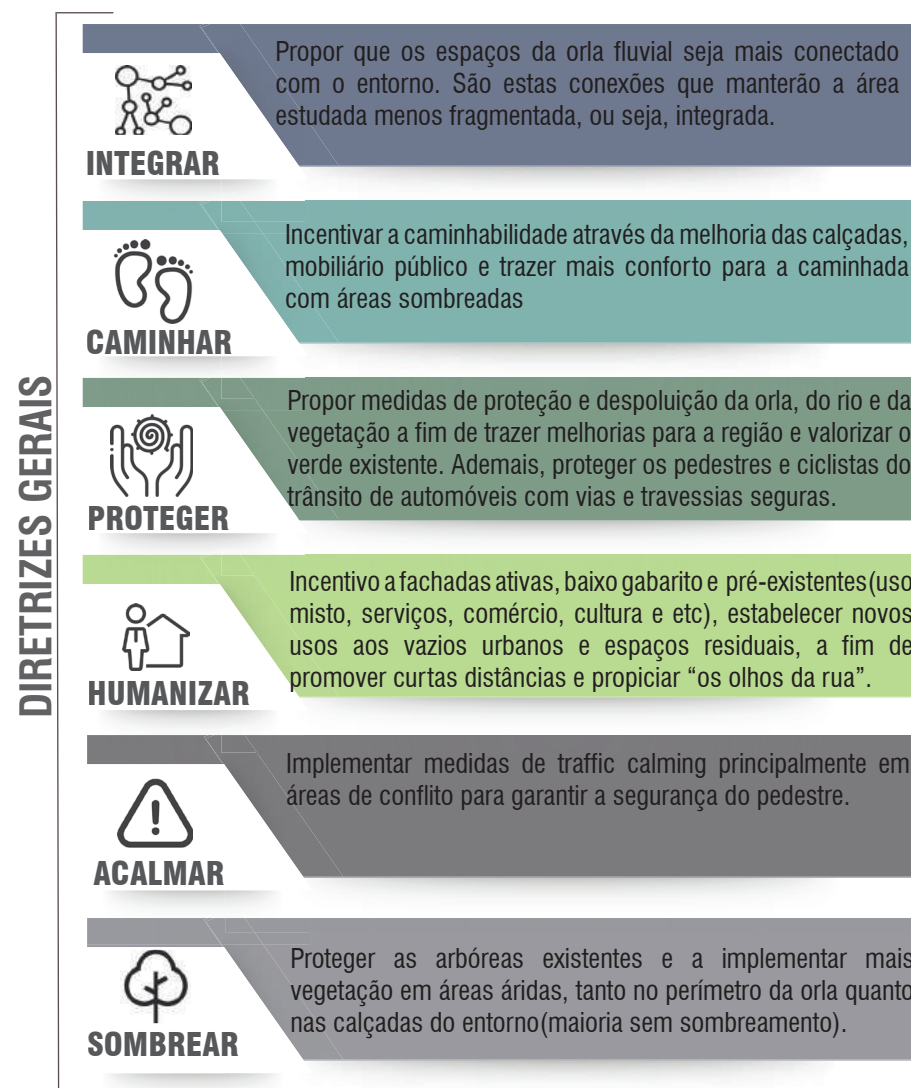 DIRETRIZES GERAIS
Propor que os espaços da orla fluvial seja mais conectado
com o entorno. São estas conexões que manterão a área
estudada menos fragmentada, ou seja, integrada.
INTEGRAR
Incentivar a caminhabilidade através da melhoria das calçadas,
mobiliário público e trazer mais conforto para a caminhada
com áreas sombreadas
CAMINHAR
Propor medidas de proteção e despoluição da orla, do rio e da
vegetação a fim de trazer melhorias para a região e valorizar o
verde existente. Ademais, proteger os pedestres e ciclistas do
trânsito de automóveis com vias e travessias seguras.
PROTEGER
Incentivo a fachadas ativas, baixo gabarito e pré-existentes(uso
misto, serviços, comércio, cultura e etc), estabelecer novos
usos aos vazios urbanos e espaços residuais, a fim de
promover curtas distâncias e propiciar “os olhos da rua”.
HUMANIZAR
Implementar medidas de traffic calming principalmente em
áreas de conflito para garantir a segurança do pedestre.
ACALMAR
Proteger as arbóreas existentes e a implementar mais
vegetação em áreas áridas, tanto no perímetro da orla quanto
nas calçadas do entorno(maioria sem sombreamento).
SOMBREAR